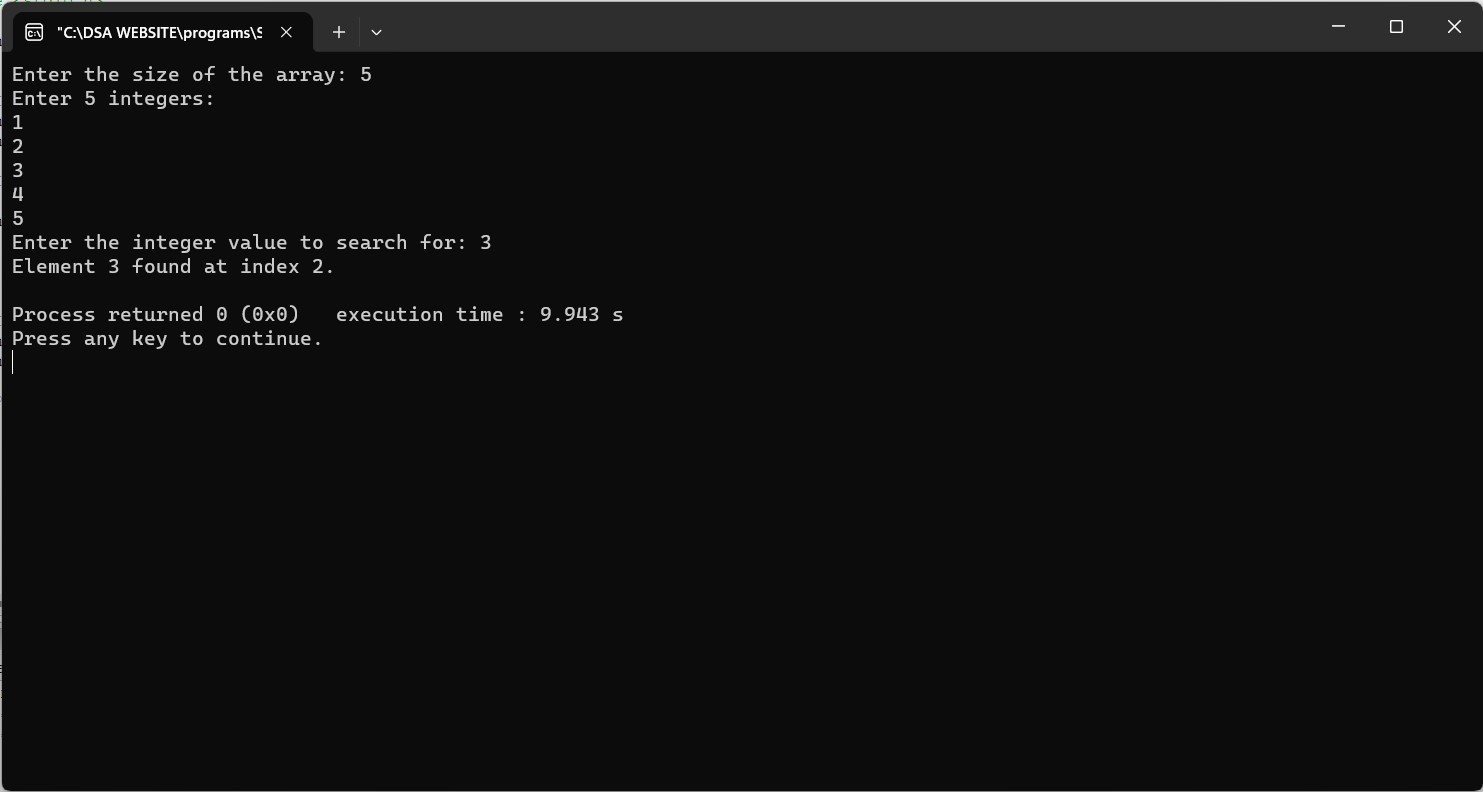 "C:\DSA WEBSITE\programs\S
Enter the size of the array: 5
Enter 5 integers:
1
2
3
4
5
Enter the integer value to search for: 3
Element 3 found at index 2.
Process returned 0 (0x0)   execution time : 9.943 s
Press any key to continue.